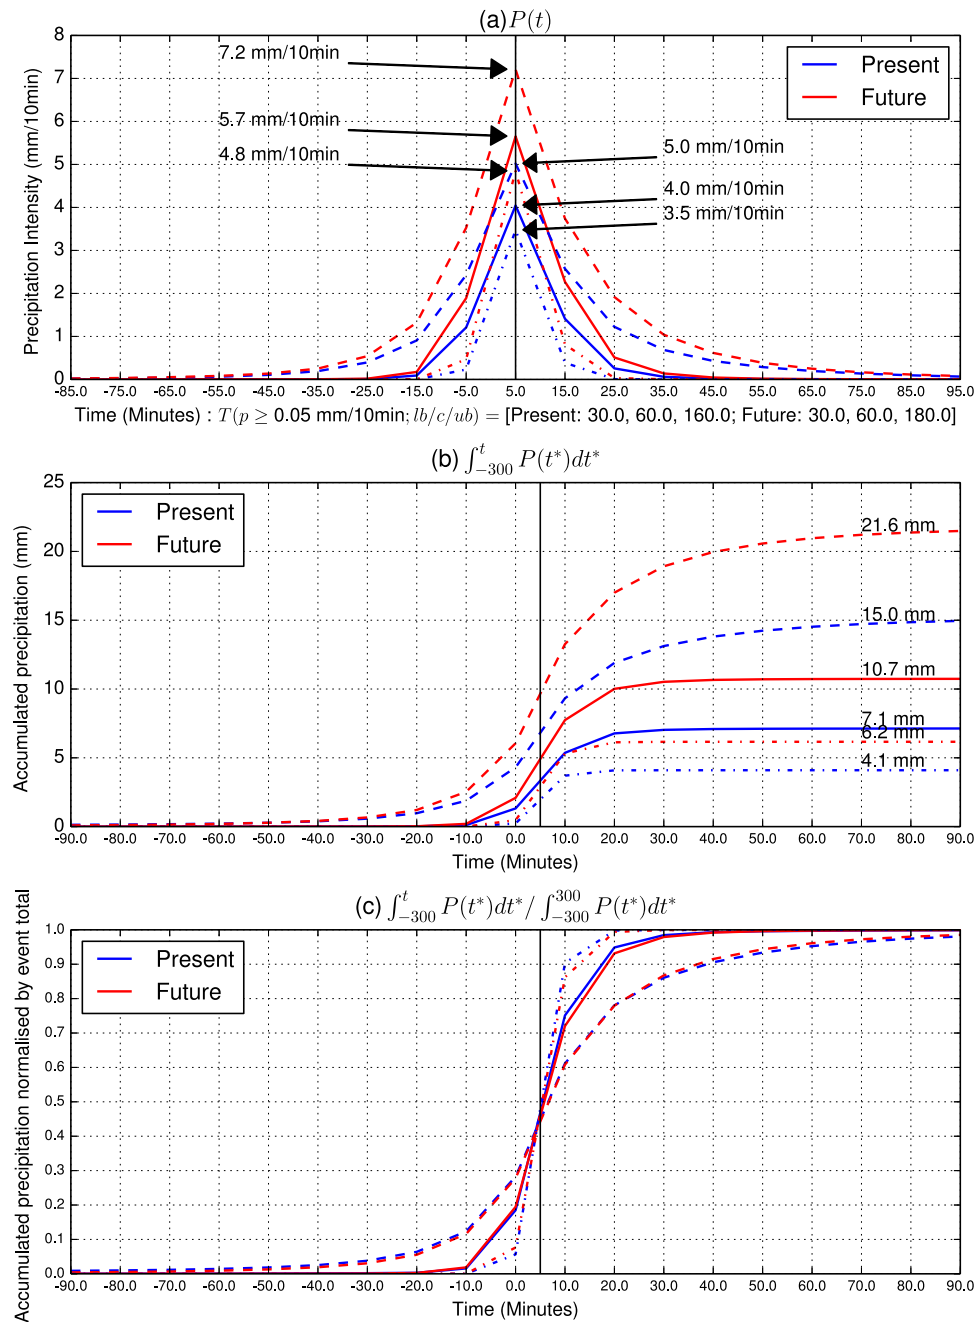 (a) P(t)
8
7
6
5
4
3
2
1
0
Precipitation Intensity (mm/10min)
7.2 mm/10min
5.7 mm/10min
4.8 mm/10min
5.0 mm/10min
4.0 mm/10min
3.5 mm/10min
Present
Future
-85.0 -75.0 -65.0 -55.0 -45.0 -35.0 -25.0 -15.0 -5.0 5.0 15.0 25.0 35.0 45.0 55.0 65.0 75.0 85.0 95.0
Time (Minutes) : T(p ≥ 0.05 mm/10min; lb/c/ub) = [Present: 30.0, 60.0, 160.0; Future: 30.0, 60.0, 180.0]
(b) ∫_{-300}^{t} P(t*)dt*
25
20
15
10
5
0
Accumulated precipitation (mm)
Present
Future
21.6 mm
15.0 mm
10.7 mm
7.1 mm
6.2 mm
4.1 mm
-90.0 -80.0 -70.0 -60.0 -50.0 -40.0 -30.0 -20.0 -10.0 0.0 10.0 20.0 30.0 40.0 50.0 60.0 70.0 80.0 90.0
Time (Minutes)
(c) ∫_{-300}^{t} P(t*)dt* / ∫_{-300}^{300} P(t*)dt*
1.0
0.9
0.8
0.7
0.6
0.5
0.4
0.3
0.2
0.1
0.0
Accumulated precipitation normalised by event total
Present
Future
-90.0 -80.0 -70.0 -60.0 -50.0 -40.0 -30.0 -20.0 -10.0 0.0 10.0 20.0 30.0 40.0 50.0 60.0 70.0 80.0 90.0
Time (Minutes)